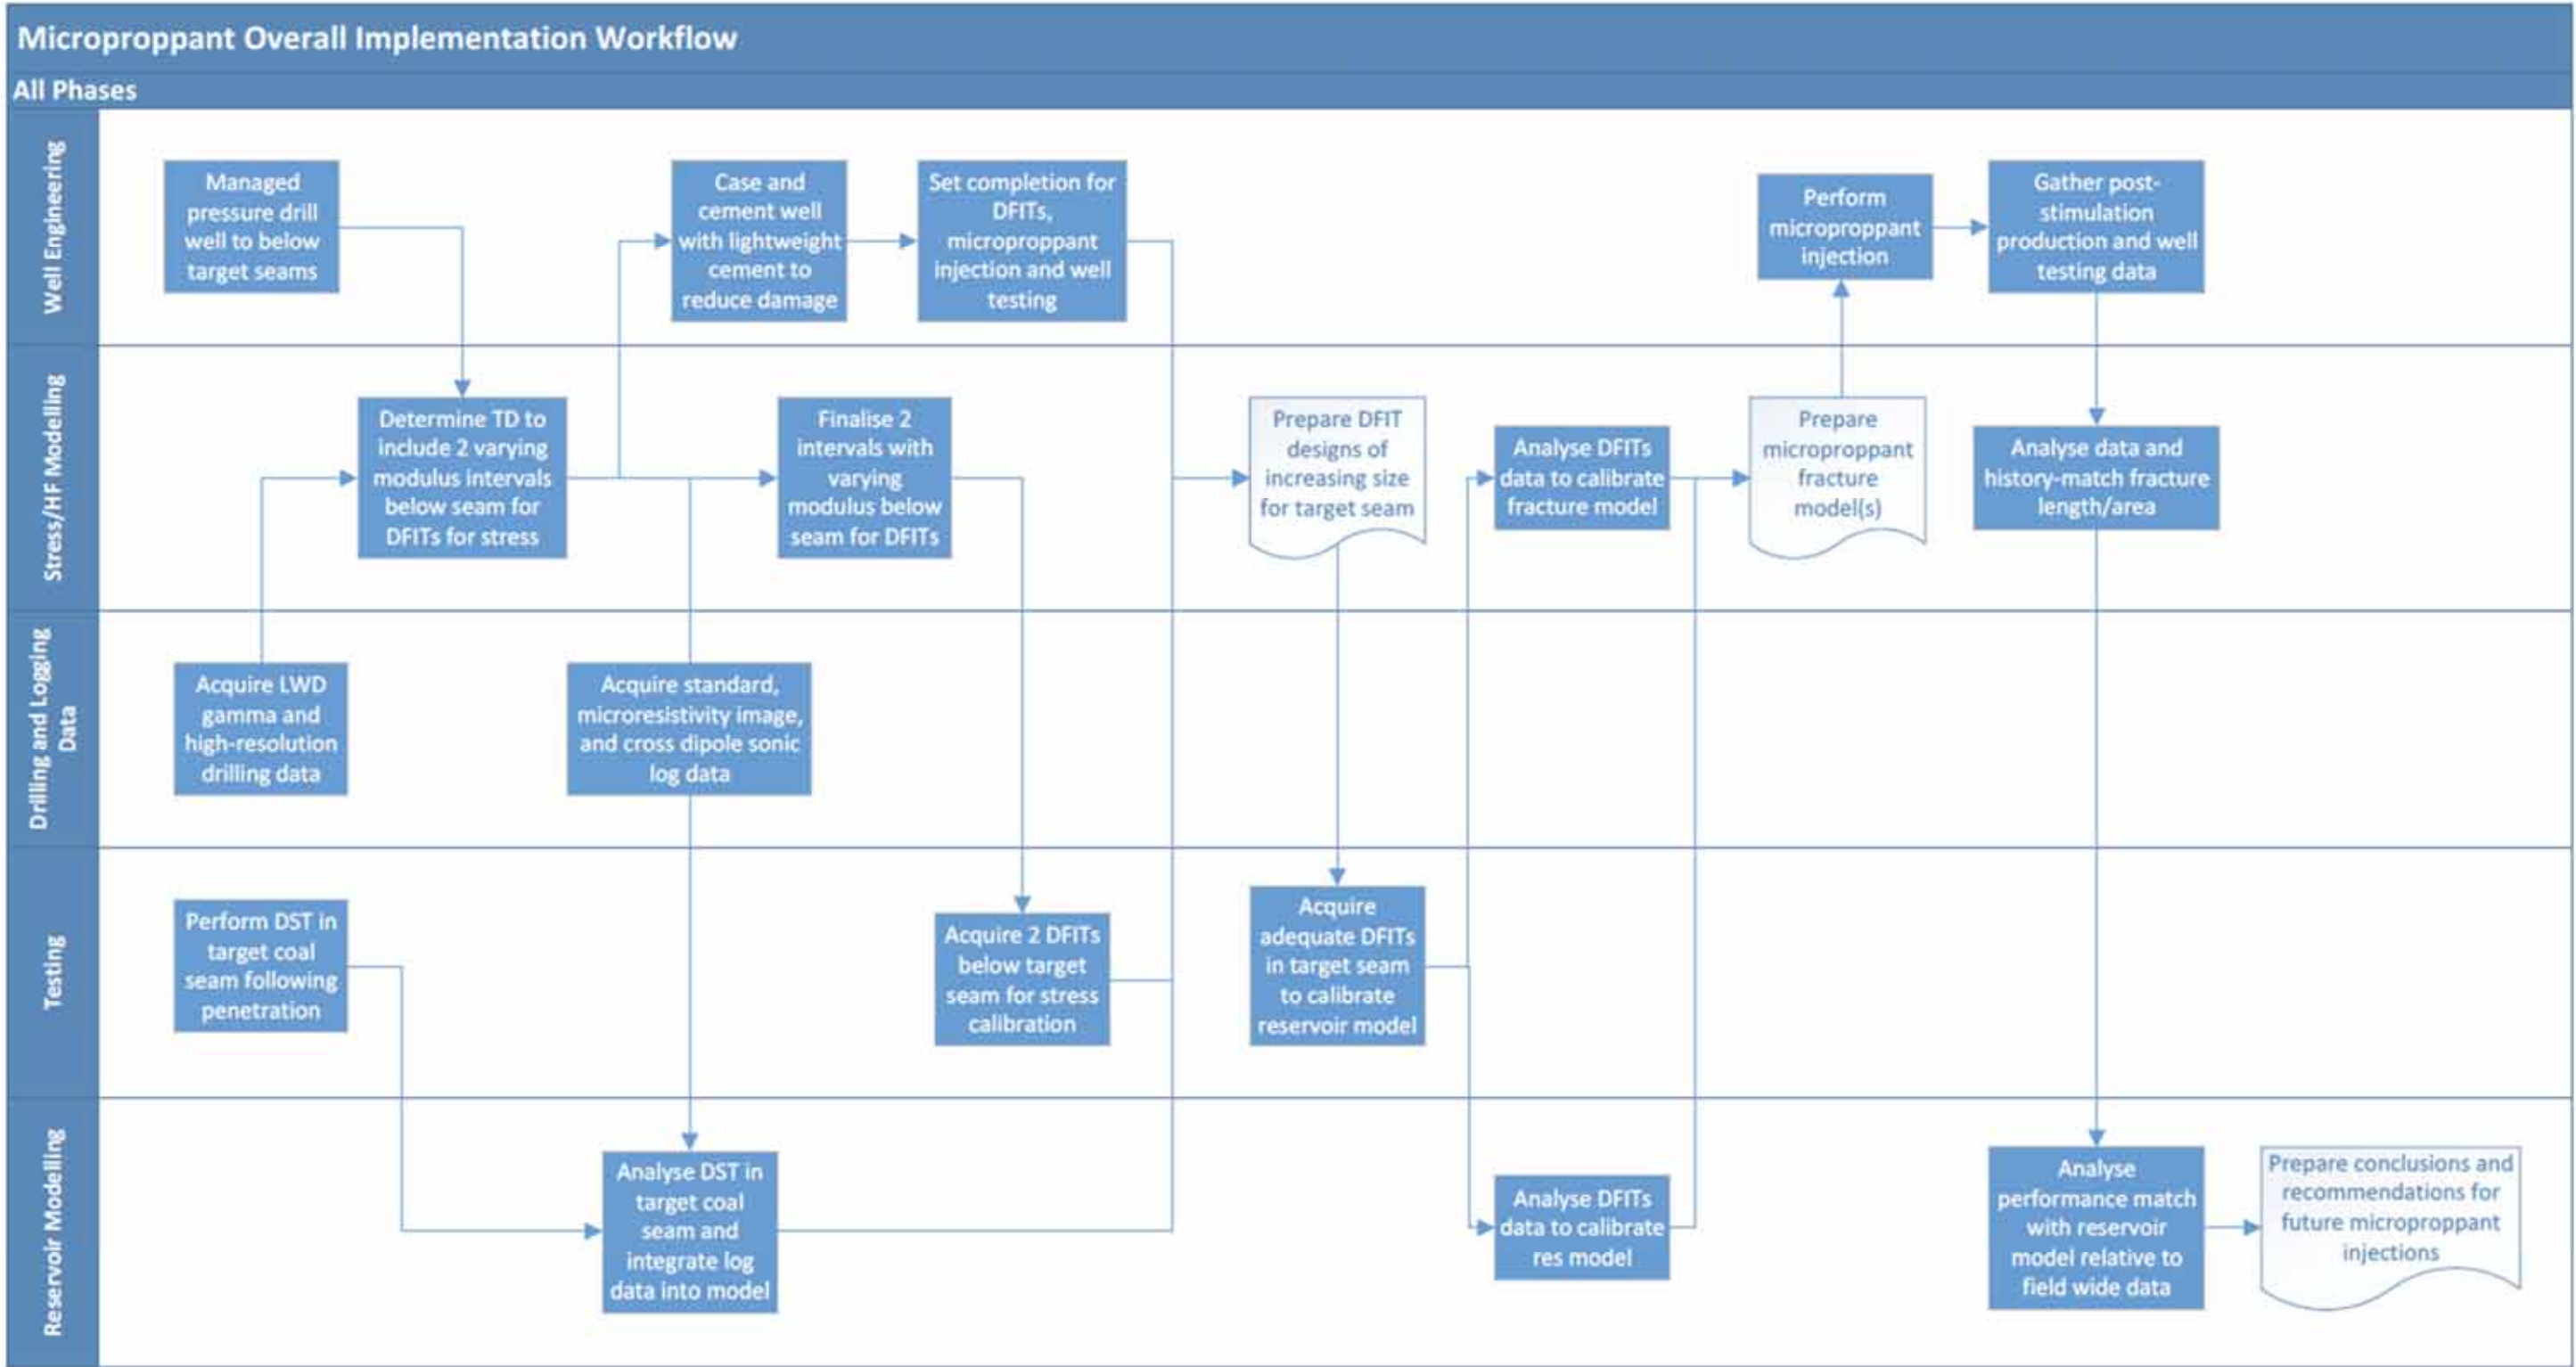 Microproppant Overall Implementation Workflow
All Phases
Well Engineering
Managed
pressure drill
well to below
target seams
Case and
cement well
with lightweight
cement to
reduce damage
Set completion for
DFITs,
microproppant
injection and well
testing
Perform
microproppant
injection
Gather post-
stimulation
production and well
testing data
Stress/HF Modelling
Determine TD to
include 2 varying
modulus intervals
below seam for
DFITs for stress
Finalise 2
intervals with
varying
modulus below
seam for DFITs
Prepare DFIT
designs of
increasing size
for target seam
Analyse DFITs
data to calibrate
fracture model
Prepare
microproppant
fracture
model(s)
Analyse data and
history-match fracture
length/area
Drilling and Logging
Data
Acquire LWD
gamma and
high-resolution
drilling data
Acquire standard,
microresistivity image,
and cross dipole sonic
log data
Testing
Perform DST in
target coal
seam following
penetration
Acquire 2 DFITs
below target
seam for stress
calibration
Acquire
adequate DFITs
in target seam
to calibrate
reservoir model
Reservoir Modelling
Analyse DST in
target coal
seam and
integrate log
data into model
Analyse DFITs
data to calibrate
res model
Analyse
performance match
with reservoir
model relative to
field wide data
Prepare conclusions and
recommendations for
future microproppant
injections